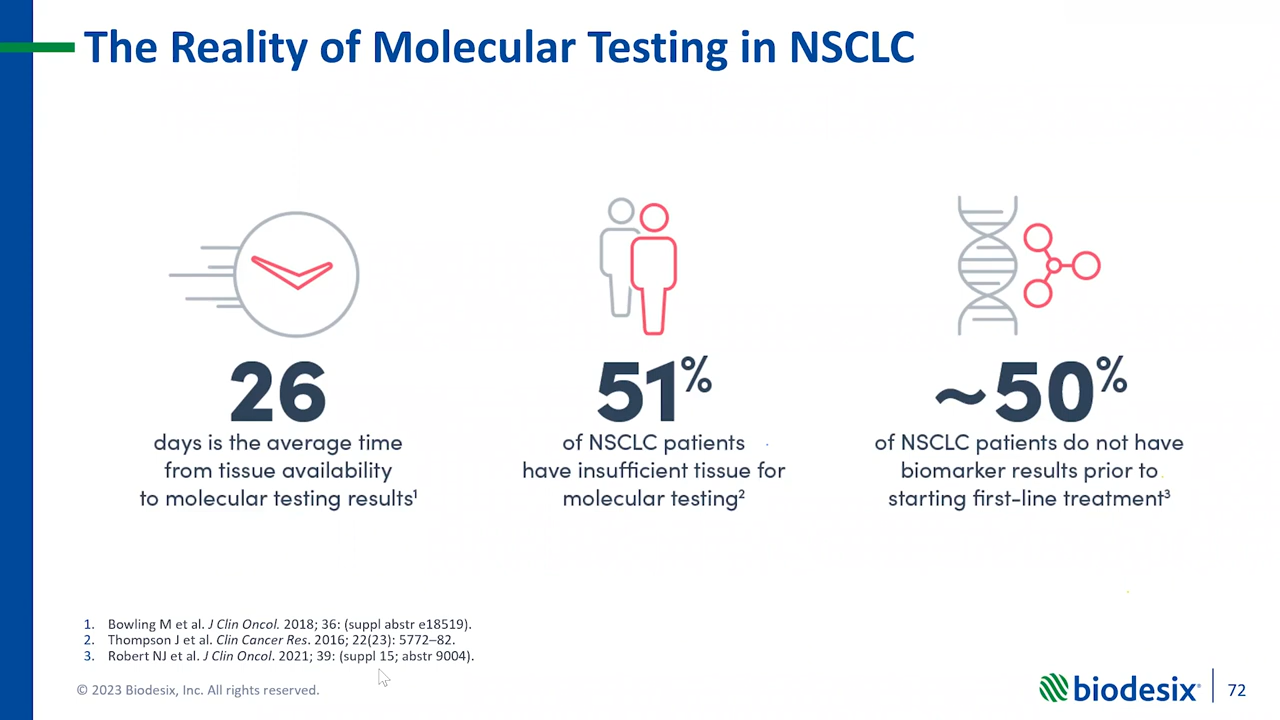 The Reality of Molecular Testing in NSCLC
26
days is the average time
from tissue availability
to molecular testing results¹
51%
of NSCLC patients
have insufficient tissue for
molecular testing²
~50%
of NSCLC patients do not have
biomarker results prior to
starting first-line treatment³
1. Bowling M et al. J Clin Oncol. 2018; 36: (suppl abstr e18519).
2. Thompson J et al. Clin Cancer Res. 2016; 22(23): 5772–82.
3. Robert NJ et al. J Clin Oncol. 2021; 39: (suppl 15; abstr 9004).
© 2023 Biodesix, Inc. All rights reserved.
biodesix®
72